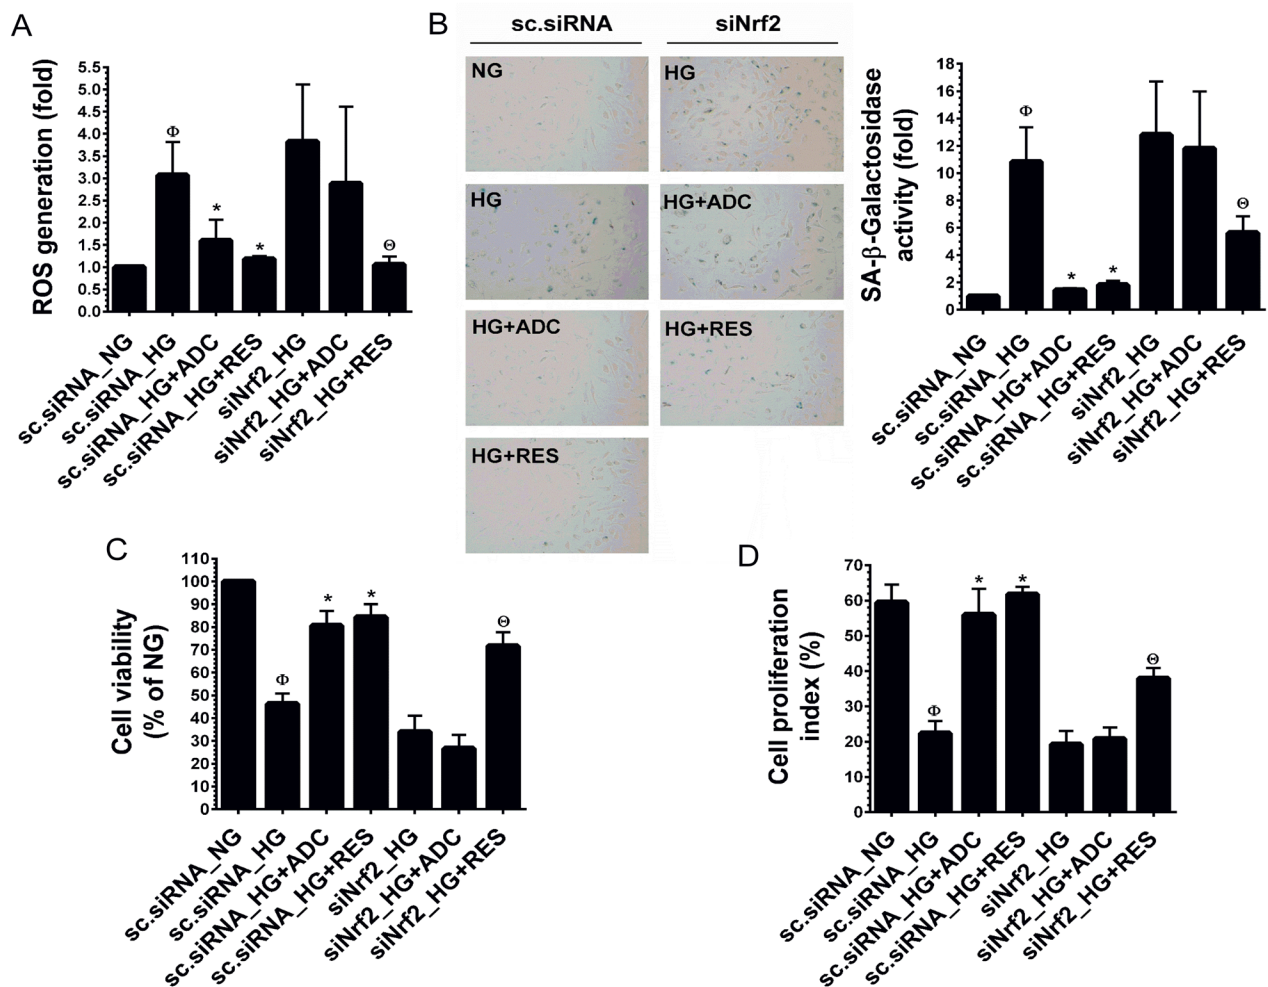 A
ROS generation (fold)
5.5
5.0
4.5
4.0
3.5
3.0
2.5
2.0
1.5
1.0
0.5
0.0
Φ
*
*
Θ
sc.siRNA_NG
sc.siRNA_HG
sc.siRNA_HG+ADC
sc.siRNA_HG+RES
siNrf2_HG
siNrf2_HG+ADC
siNrf2_HG+RES
B
sc.siRNA
siNrf2
NG
HG
HG
HG+ADC
HG+ADC
HG+RES
HG+RES
SA-β-Galactosidase
activity (fold)
18
16
14
12
10
8
6
4
2
0
Φ
*
*
Θ
sc.siRNA_NG
sc.siRNA_HG
sc.siRNA_HG+ADC
sc.siRNA_HG+RES
siNrf2_HG
siNrf2_HG+ADC
siNrf2_HG+RES
C
Cell viability
(% of NG)
110
100
90
80
70
60
50
40
30
20
10
0
Φ
*
*
Θ
sc.siRNA_NG
sc.siRNA_HG
sc.siRNA_HG+ADC
sc.siRNA_HG+RES
siNrf2_HG
siNrf2_HG+ADC
siNrf2_HG+RES
D
Cell proliferation
index (%)
70
60
50
40
30
20
10
0
Φ
*
*
Θ
sc.siRNA_NG
sc.siRNA_HG
sc.siRNA_HG+ADC
sc.siRNA_HG+RES
siNrf2_HG
siNrf2_HG+ADC
siNrf2_HG+RES